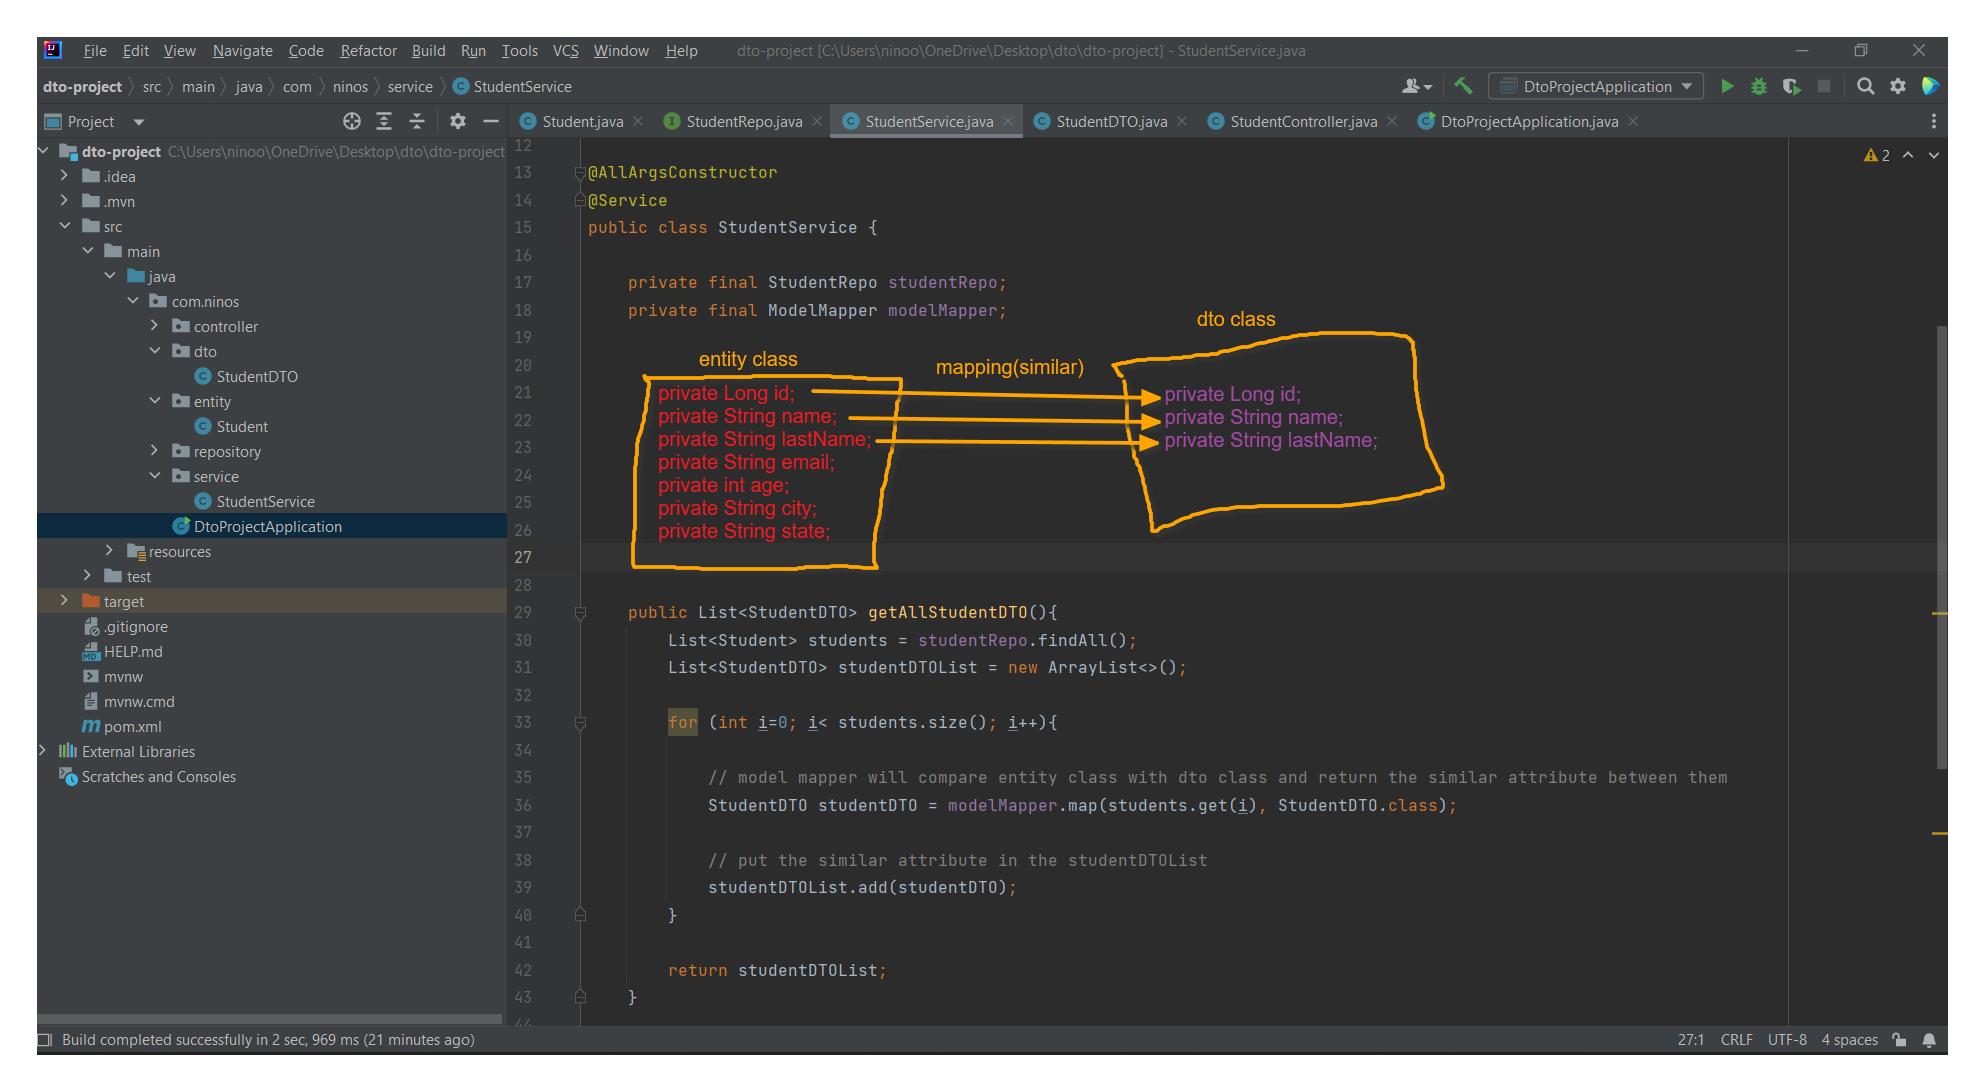 File Edit View Navigate Code Refactor Build Run Tools VCS Window Help dto-project [C:\Users\ninoo\OneDrive\Desktop\dto\dto-project] - StudentService.java
dto-project src main java com ninos service StudentService
DtoProjectApplication
Project
Student.java StudentRepo.java StudentService.java StudentDTO.java StudentController.java DtoProjectApplication.java
dto-project C:\Users\ninoo\OneDrive\Desktop\dto\dto-project
.idea
.mvn
src
main
java
com.ninos
controller
dto
StudentDTO
entity
Student
repository
service
StudentService
DtoProjectApplication
resources
test
target
.gitignore
HELP.md
mvnw
mvnw.cmd
pom.xml
External Libraries
Scratches and Consoles
2
12
13 @AllArgsConstructor
14 @Service
15 public class StudentService {
16
17 private final StudentRepo studentRepo;
18 private final ModelMapper modelMapper;
19
20
21
22
23
24
25
26
27
28
entity class
private Long id;
private String name;
private String lastName;
private String email;
private int age;
private String city;
private String state;
mapping(similar)
dto class
private Long id;
private String name;
private String lastName;
29 public List<StudentDTO> getAllStudentDTO(){
30 List<Student> students = studentRepo.findAll();
31 List<StudentDTO> studentDTOList = new ArrayList<>();
32
33 for (int i=0; i< students.size(); i++){
34
35 // model mapper will compare entity class with dto class and return the similar attribute between them
36 StudentDTO studentDTO = modelMapper.map(students.get(i), StudentDTO.class);
37
38 // put the similar attribute in the studentDTOList
39 studentDTOList.add(studentDTO);
40 }
41
42 return studentDTOList;
43 }
44
Build completed successfully in 2 sec, 969 ms (21 minutes ago)
27:1 CRLF UTF-8 4 spaces